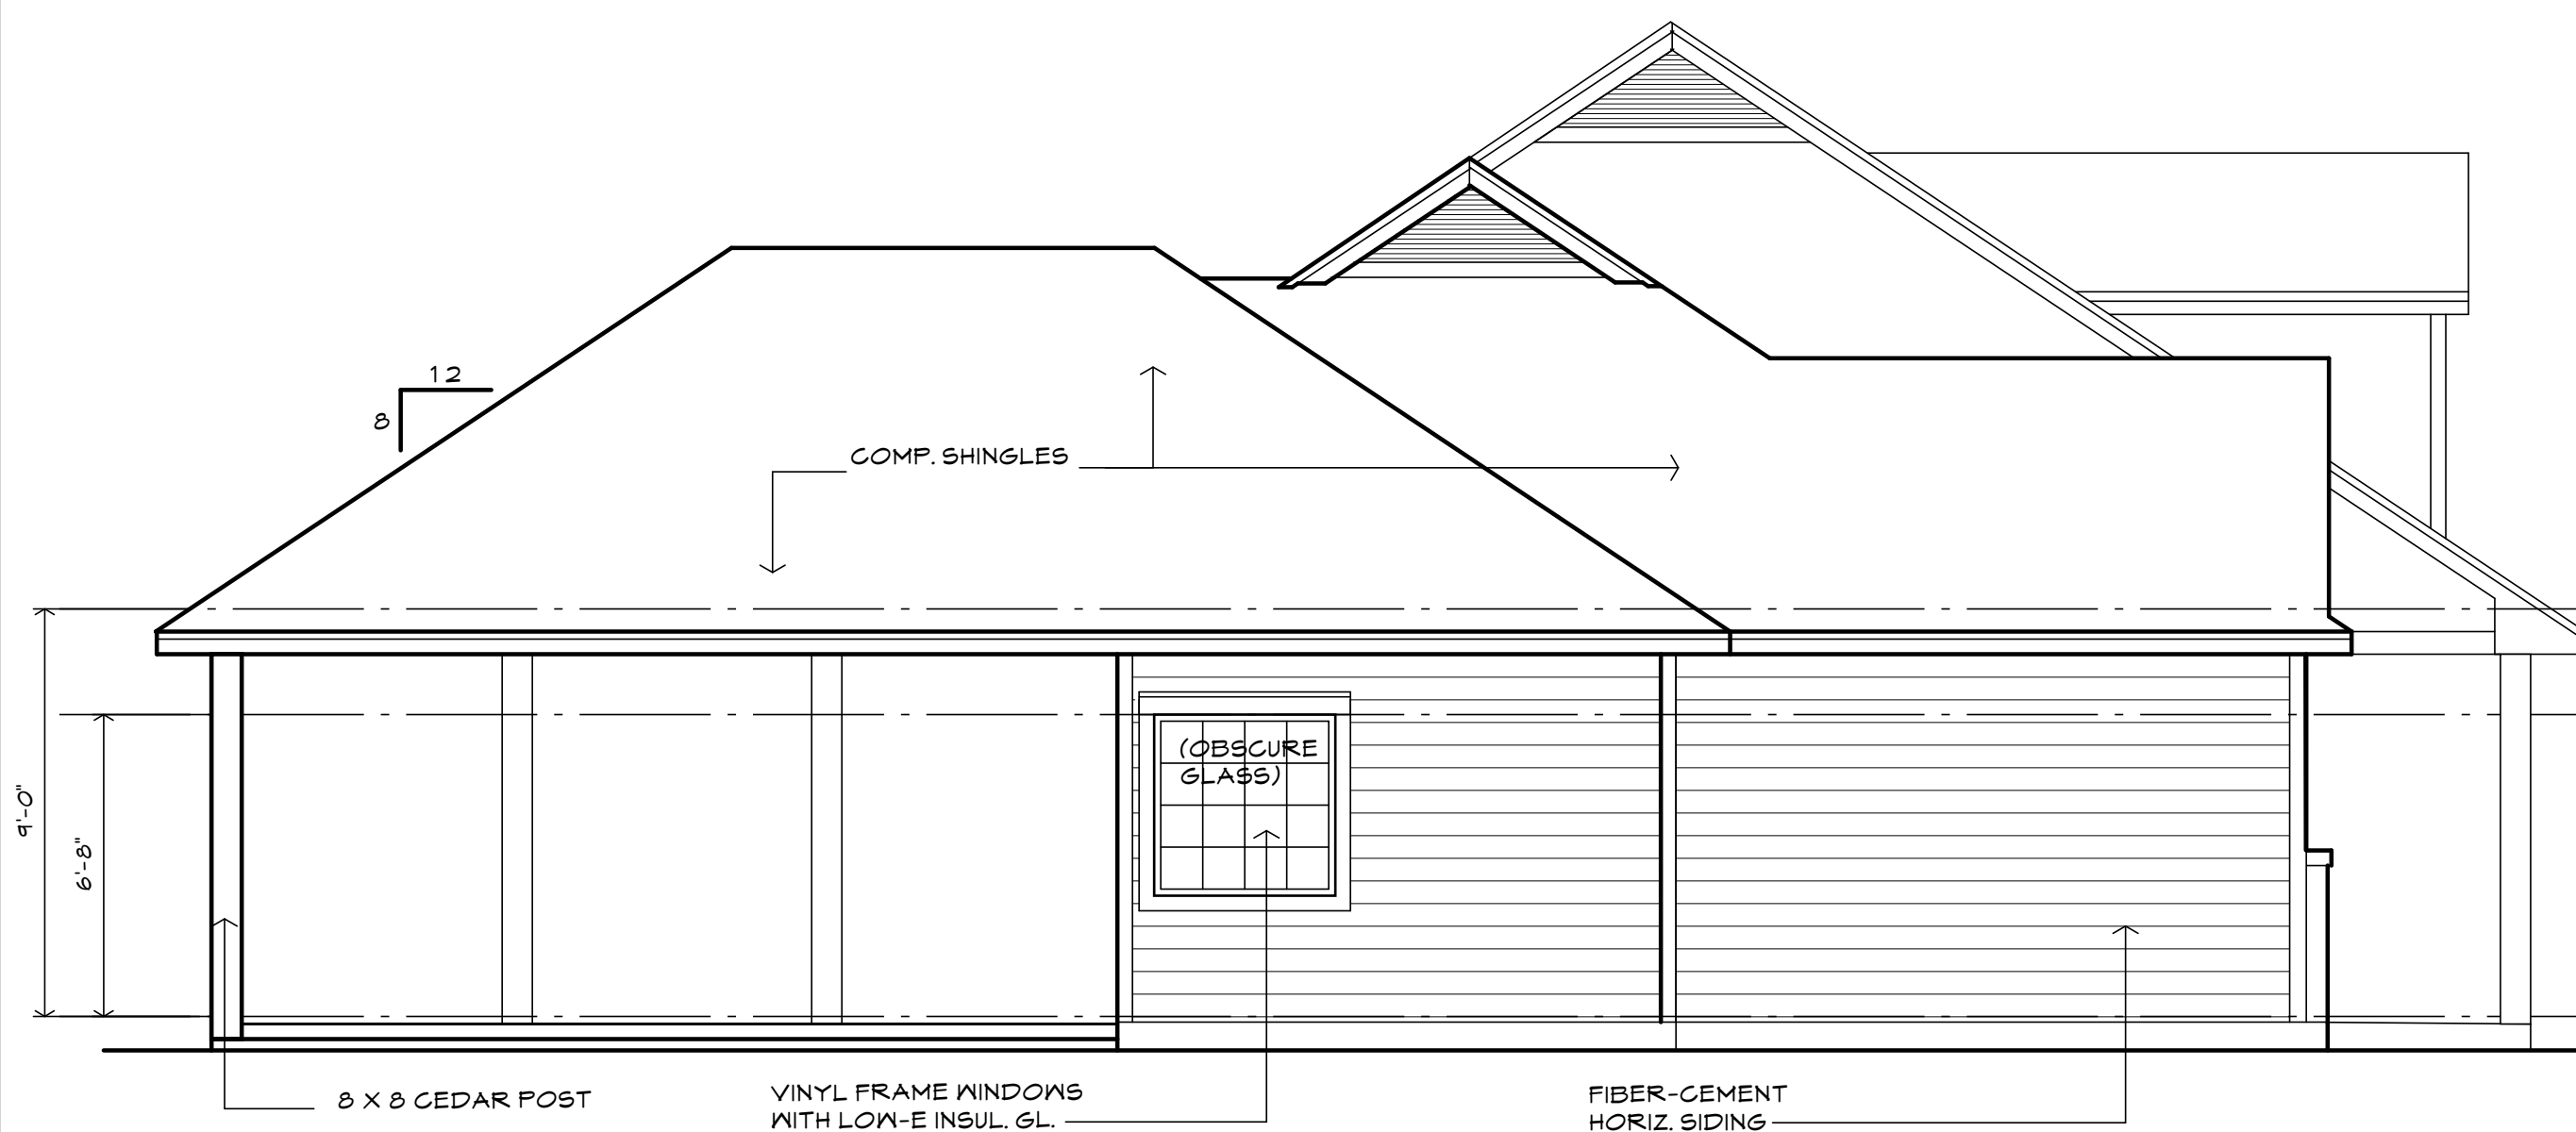 12
8
COMP. SHINGLES
(OBSCURE
GLASS)
9'-0"
6'-8"
8 X 8 CEDAR POST
VINYL FRAME WINDOWS
WITH LOW-E INSUL. GL.
FIBER-CEMENT
HORIZ. SIDING